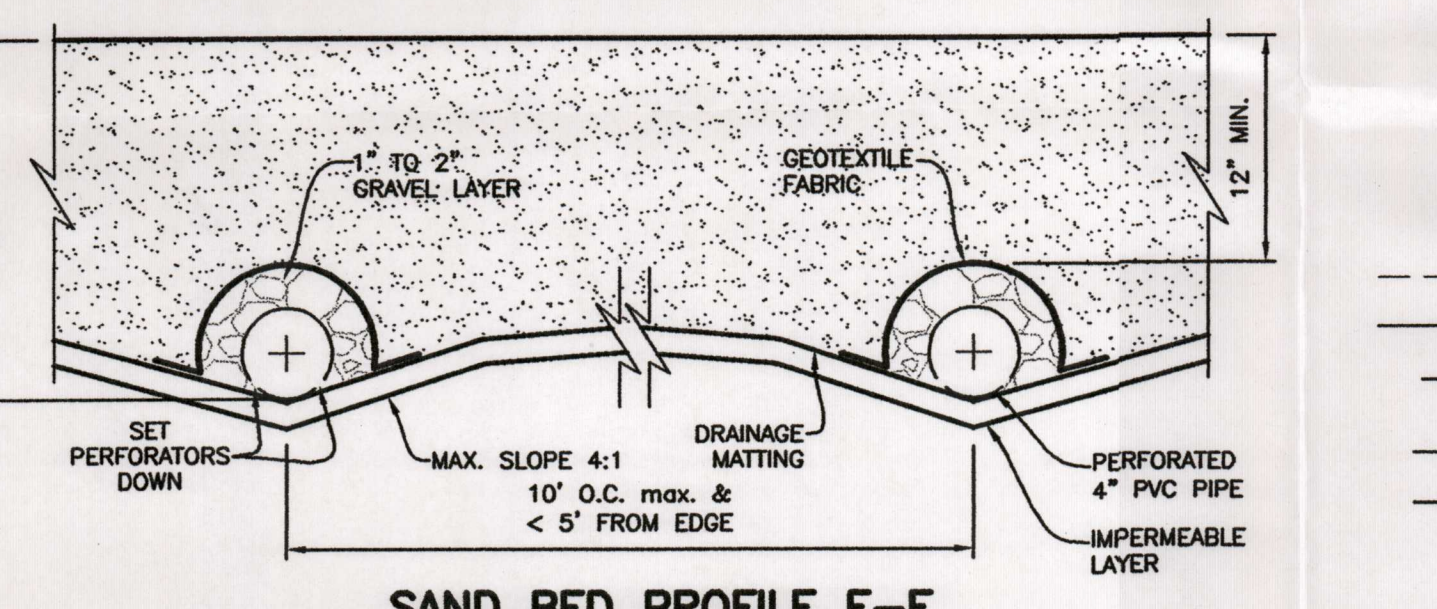 1" TO 2"
GRAVEL LAYER
GEOTEXTILE
FABRIC
12" MIN.
SET
PERFORATORS
DOWN
MAX. SLOPE 4:1
10' O.C. max. &
< 5' FROM EDGE
DRAINAGE
MATTING
PERFORATED
4" PVC PIPE
IMPERMEABLE
LAYER
SAND BED PROFILE